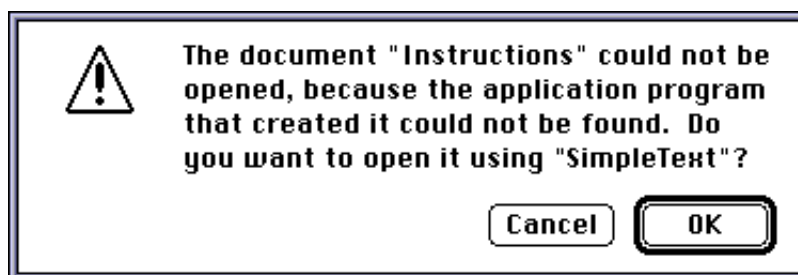 The document "Instructions" could not be
opened, because the application program
that created it could not be found.  Do
you want to open it using "SimpleText"?
Cancel OK